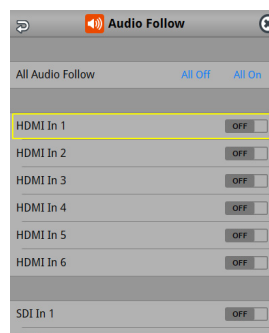 Audio Follow
All Audio Follow All Off All On
HDMI In 1 OFF
HDMI In 2 OFF
HDMI In 3 OFF
HDMI In 4 OFF
HDMI In 5 OFF
HDMI In 6 OFF
SDI In 1 OFF